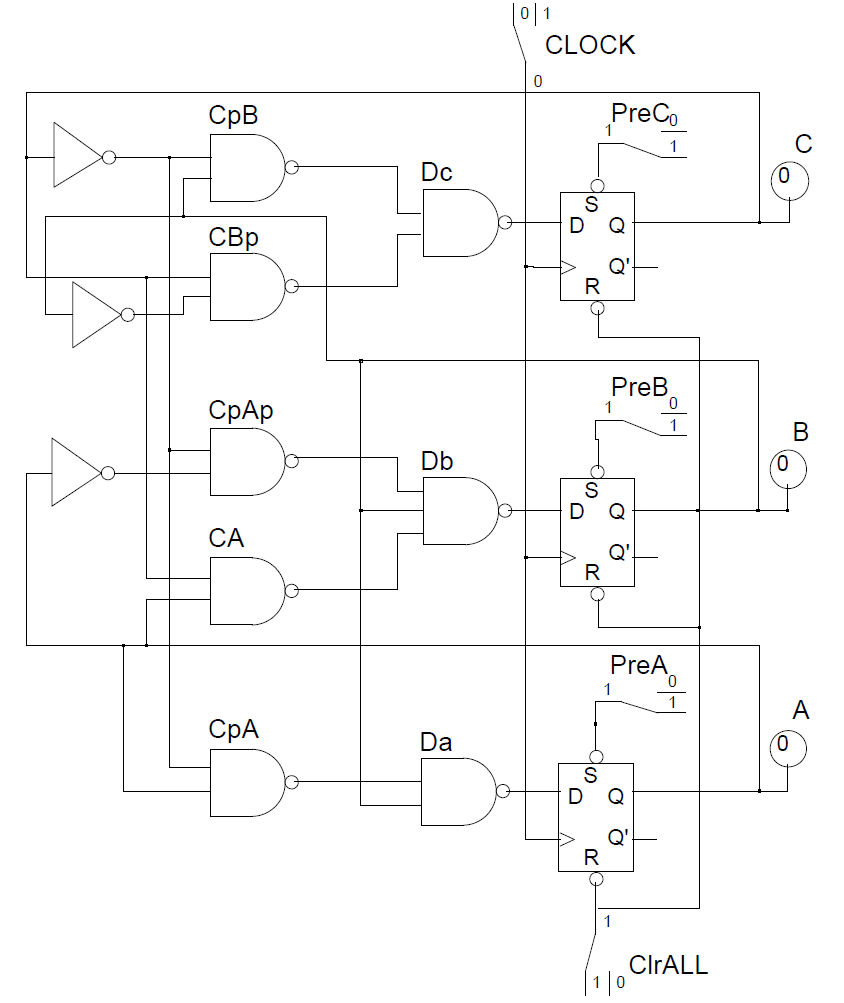 0 1
CLOCK
0
CpB
PreC 0
1
1
C
0
Dc
S
D Q
CBp
Q'
R
PreB 0
1
1
CpAp
B
0
Db
S
D Q
CA
Q'
R
PreA 0
1
1
A
CpA
Da
0
S
D Q
Q'
R
1
ClrALL
1 0